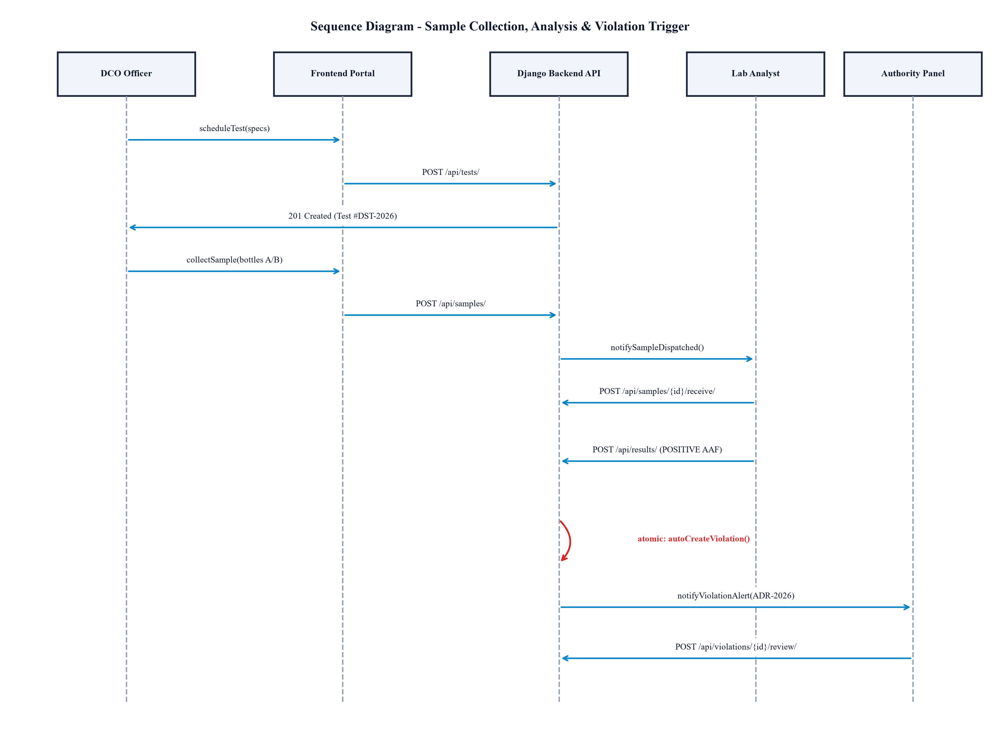 Sequence Diagram - Sample Collection, Analysis & Violation Trigger
DCO Officer
Frontend Portal
Django Backend API
Lab Analyst
Authority Panel
scheduleTest(specs)
POST /api/tests/
201 Created (Test #DST-2026)
collectSample(bottles A/B)
POST /api/samples/
notifySampleDispatched()
POST /api/samples/{id}/receive/
POST /api/results/ (POSITIVE AAF)
atomic: autoCreateViolation()
notifyViolationAlert(ADR-2026)
POST /api/violations/{id}/review/